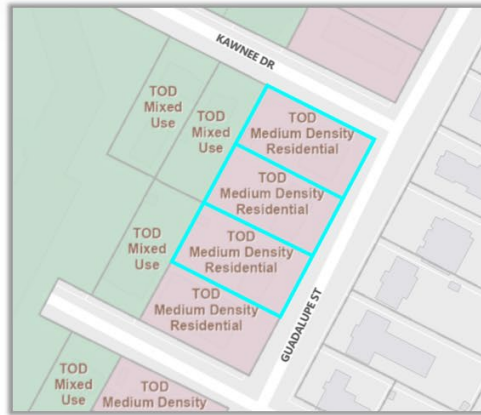 KAWNEE DR
TOD
Mixed
Use
TOD
Mixed
Use
TOD
Medium Density
Residential
TOD
Medium Density
Residential
TOD
Mixed
Use
TOD
Medium Density
Residential
TOD
Medium Density
Residential
GUADALUPE ST
TOD
Mixed
Use
TOD
Medium Density